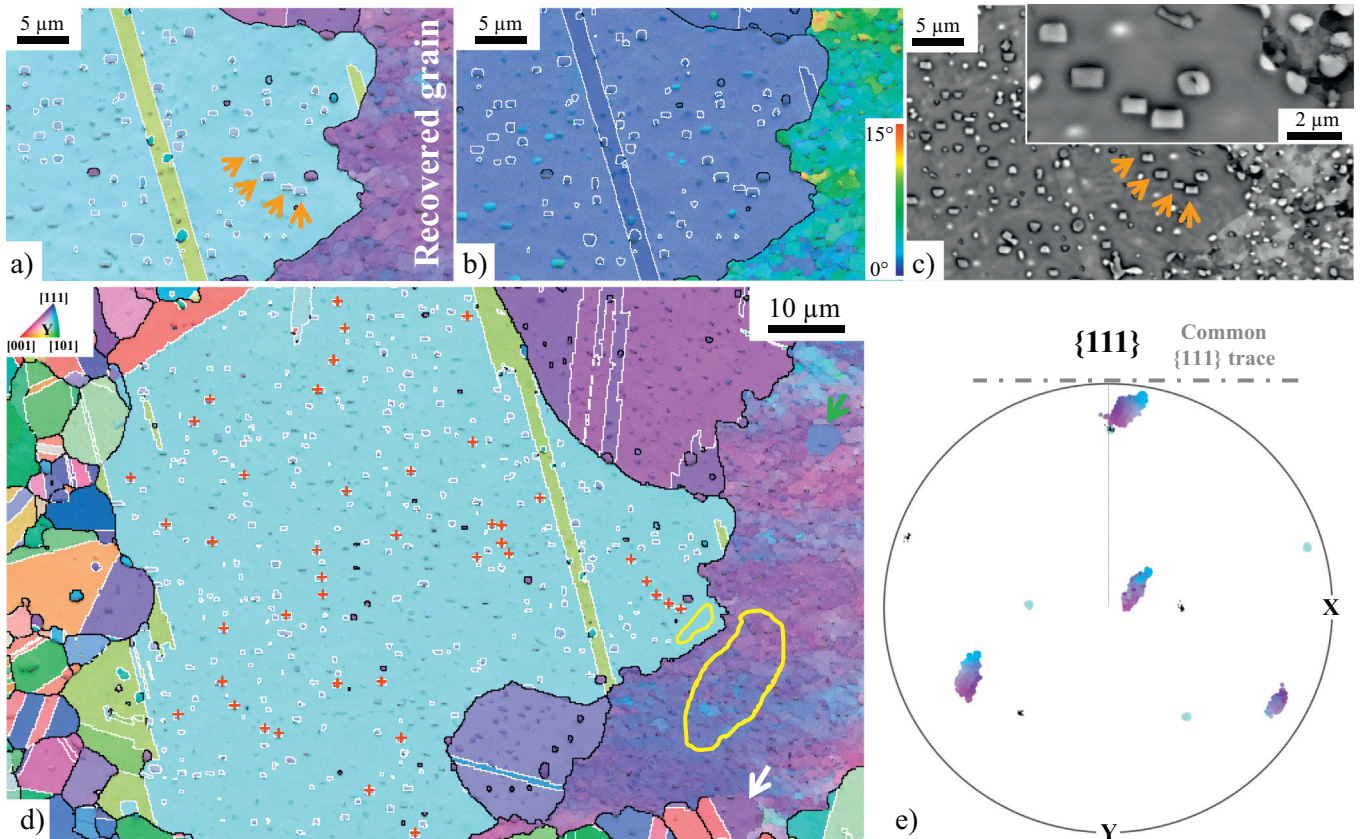 5 µm
Recovered grain
a)
5 µm
15°
0°
b)
5 µm
2 µm
c)
[111]
Y
[001] [101]
10 µm
d)
{111}
Common
{111} trace
X
Y
e)